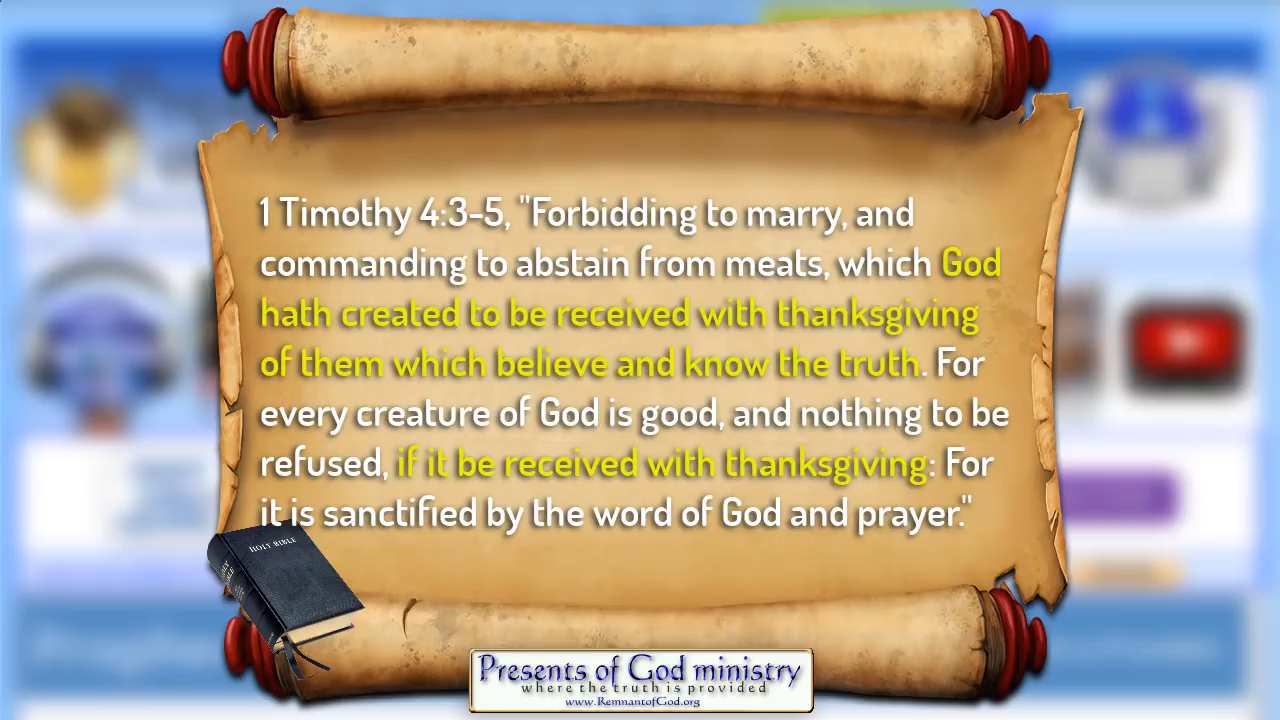 1 Timothy 4:3-5, "Forbidding to marry, and
commanding to abstain from meats, which God
hath created to be received with thanksgiving
of them which believe and know the truth. For
every creature of God is good, and nothing to be
refused, if it be received with thanksgiving: For
it is sanctified by the word of God and prayer."
HOLY BIBLE
Presents of God ministry
where the truth is provided
www.RemnantofGod.org